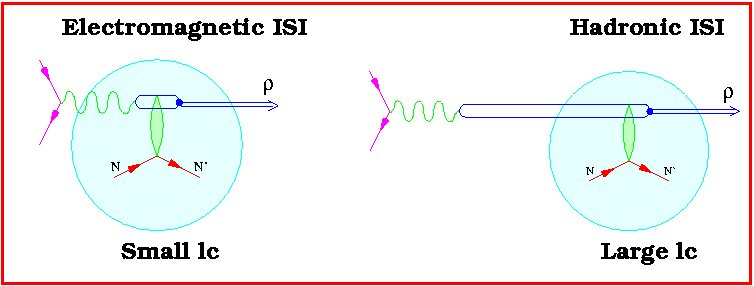 Electromagnetic ISI
Hadronic ISI
ρ
ρ
N N'
N N'
Small lc
Large lc